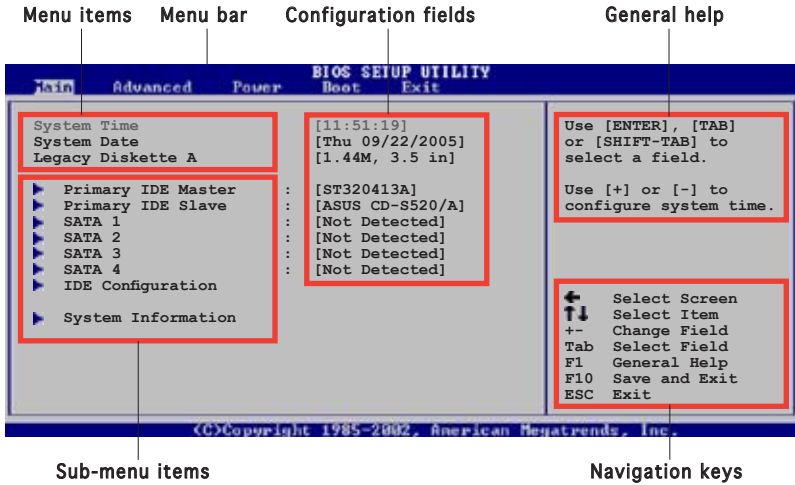 Menu items Menu bar Configuration fields General help
BIOS SETUP UTILITY
Main Advanced Power Boot Exit
System Time [11:51:19]
System Date [Thu 09/22/2005]
Legacy Diskette A [1.44M, 3.5 in]
Primary IDE Master : [ST320413A]
Primary IDE Slave : [ASUS CD-S520/A]
SATA 1 : [Not Detected]
SATA 2 : [Not Detected]
SATA 3 : [Not Detected]
SATA 4 : [Not Detected]
IDE Configuration
System Information
Use [ENTER], [TAB]
or [SHIFT-TAB] to
select a field.
Use [+] or [-] to
configure system time.
Select Screen
Select Item
+- Change Field
Tab Select Field
F1 General Help
F10 Save and Exit
ESC Exit
(C)Copyright 1985-2002, American Megatrends, Inc.
Sub-menu items Navigation keys